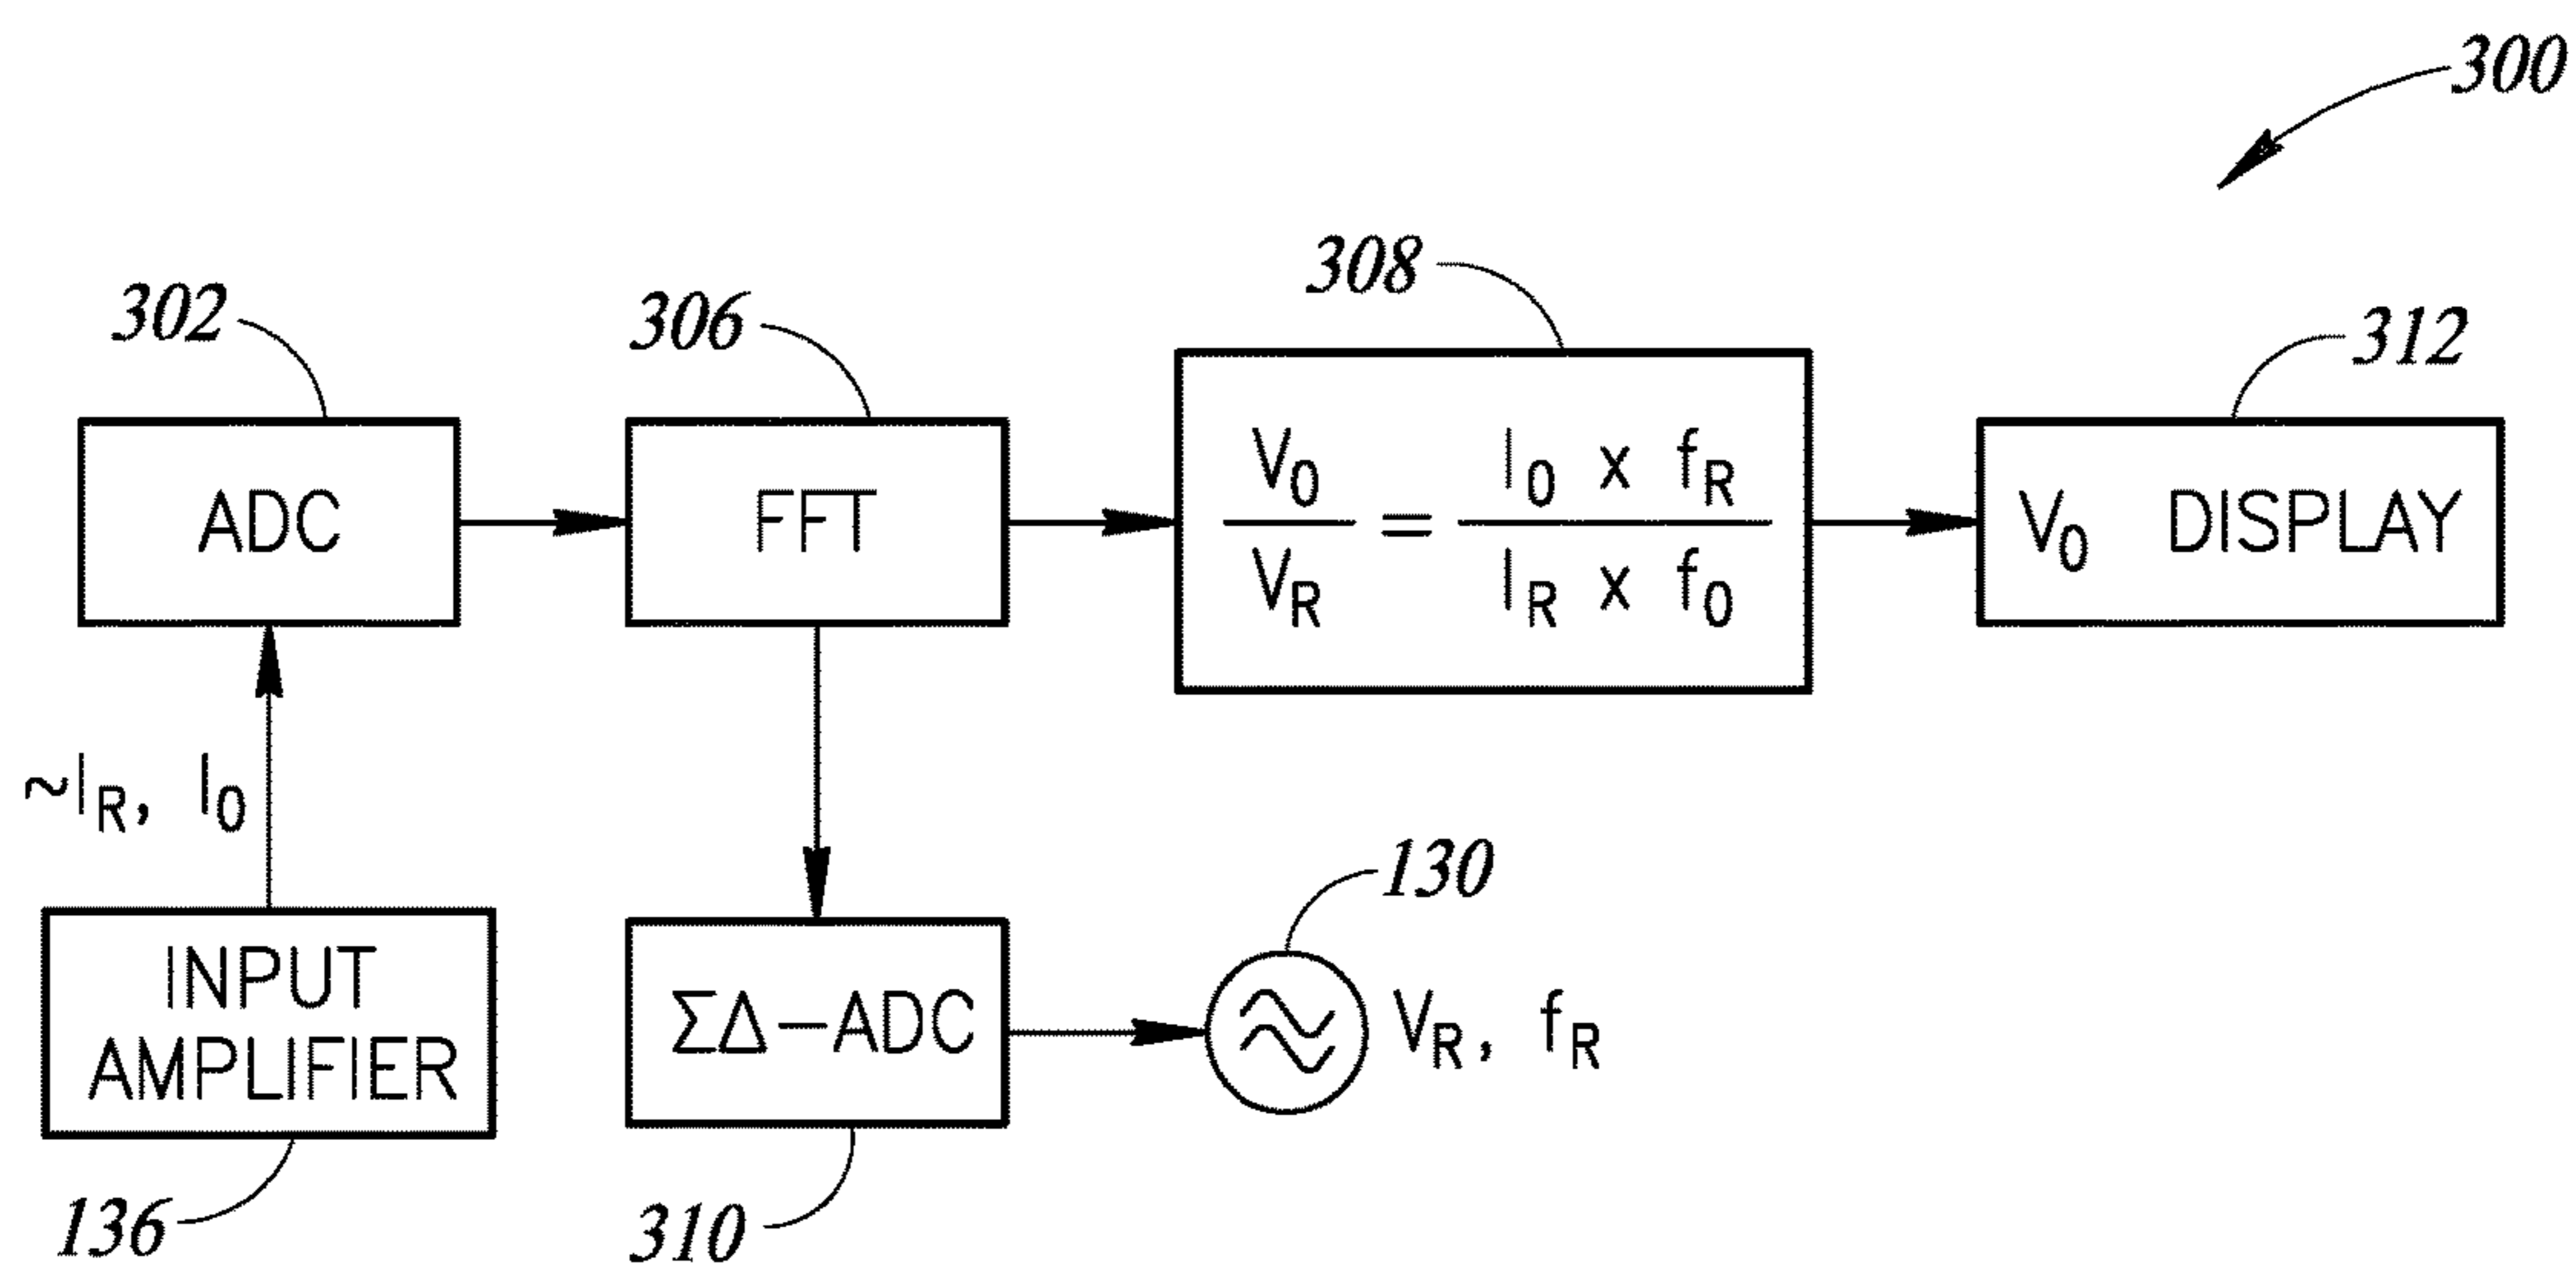 300
308
302
306
312
ADC
FFT
V0 / VR = I0 x fR / IR x f0
V0 DISPLAY
~IR, I0
130
INPUT
AMPLIFIER
ΣΔ-ADC
VR, fR
136
310